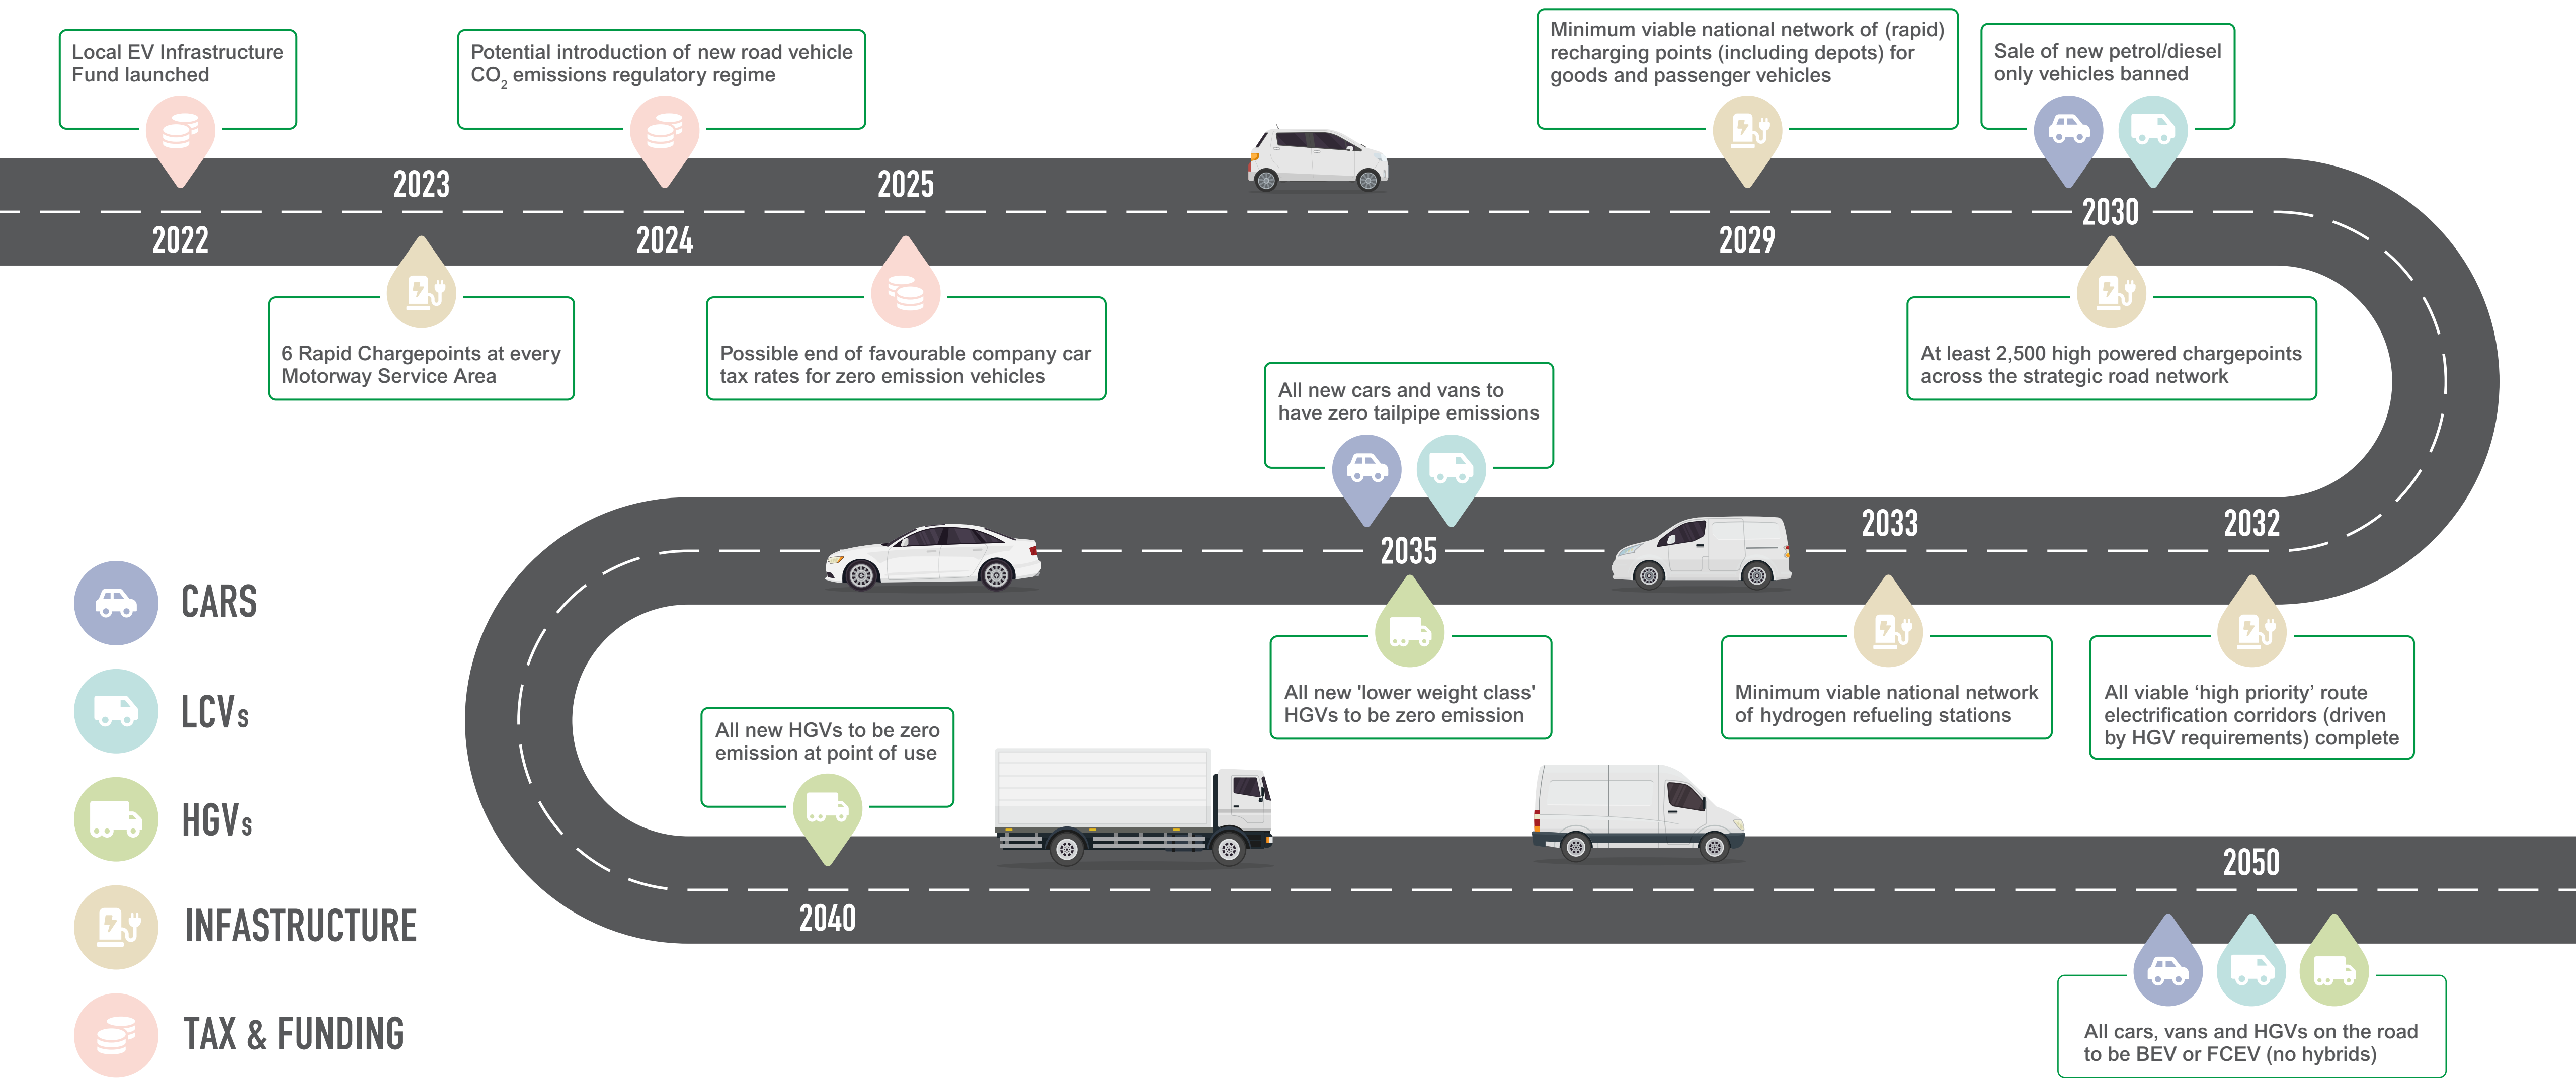 Local EV Infrastructure
Fund launched
2022
2023
6 Rapid Chargepoints at every
Motorway Service Area
Potential introduction of new road vehicle
CO₂ emissions regulatory regime
2024
2025
Possible end of favourable company car
tax rates for zero emission vehicles
Minimum viable national network of (rapid)
recharging points (including depots) for
goods and passenger vehicles
2029
Sale of new petrol/diesel
only vehicles banned
2030
At least 2,500 high powered chargepoints
across the strategic road network
2032
All viable ‘high priority’ route
electrification corridors (driven
by HGV requirements) complete
2033
Minimum viable national network
of hydrogen refueling stations
All new cars and vans to
have zero tailpipe emissions
2035
All new 'lower weight class'
HGVs to be zero emission
All new HGVs to be zero
emission at point of use
2040
2050
All cars, vans and HGVs on the road
to be BEV or FCEV (no hybrids)
CARS
LCVs
HGVs
INFASTRUCTURE
TAX & FUNDING